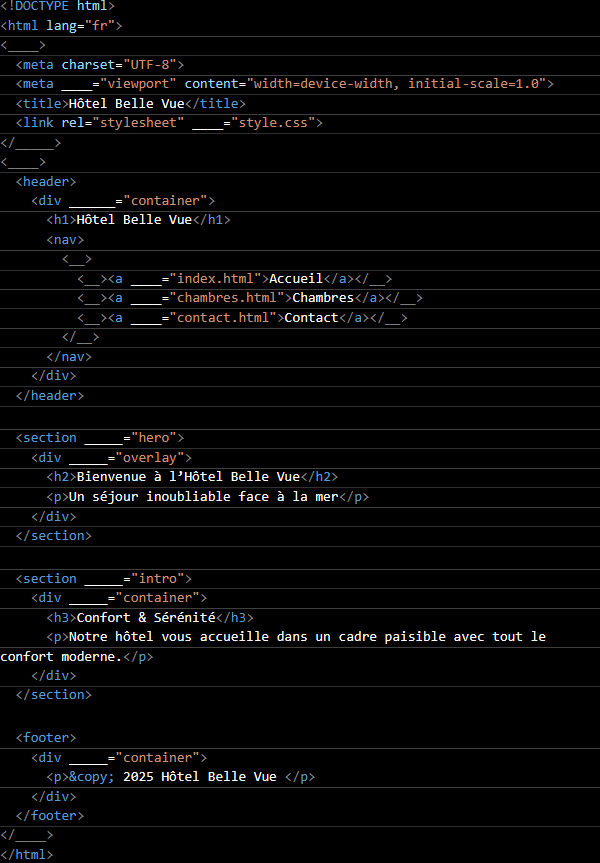 <!DOCTYPE html>
<html lang="fr">
<____>
  <meta charset="UTF-8">
  <meta ____="viewport" content="width=device-width, initial-scale=1.0">
  <title>Hôtel Belle Vue</title>
  <link rel="stylesheet" ____="style.css">
</_____>
<____>
  <header>
    <div ______="container">
      <h1>Hôtel Belle Vue</h1>
      <nav>
        <__>
          <__><a ____="index.html">Accueil</a></__>
          <__><a ____="chambres.html">Chambres</a></__>
          <__><a ____="contact.html">Contact</a></__>
        </__>
      </nav>
    </div>
  </header>

  <section _____="hero">
    <div _____="overlay">
      <h2>Bienvenue à l’Hôtel Belle Vue</h2>
      <p>Un séjour inoubliable face à la mer</p>
    </div>
  </section>

  <section _____="intro">
    <div _____="container">
      <h3>Confort & Sérénité</h3>
      <p>Notre hôtel vous accueille dans un cadre paisible avec tout le
confort moderne.</p>
    </div>
  </section>

  <footer>
    <div _____="container">
      <p>&copy; 2025 Hôtel Belle Vue </p>
    </div>
  </footer>
</____>
</html>